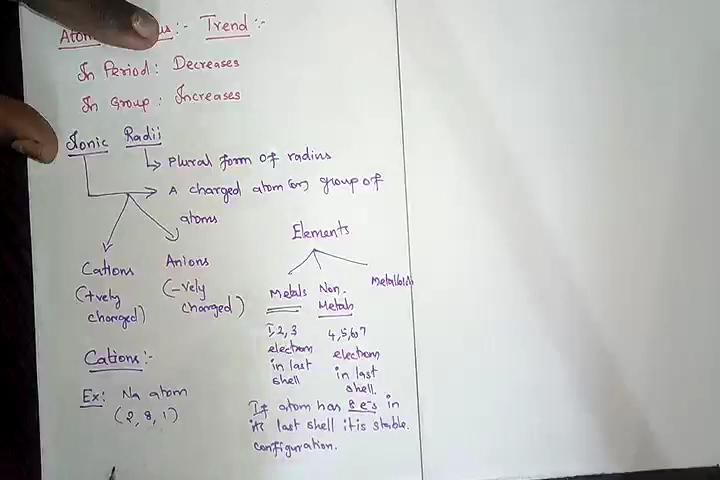 Trend :-
In Period : Decreases
In Group : Increases
Ionic Radii
Plural form of radius
A charged atom (or) group of
atoms
Cations
(+vely
charged)
Anions
(-vely
charged)
Elements
Metals
Non-
Metals
Metalloids
1, 2, 3
electron
in last
shell
4, 5, 6, 7
electron
in last
shell.
Cations :-
Ex: Na atom
(2, 8, 1)
If atom has 8 e-s in
its last shell it is stable.
configuration.